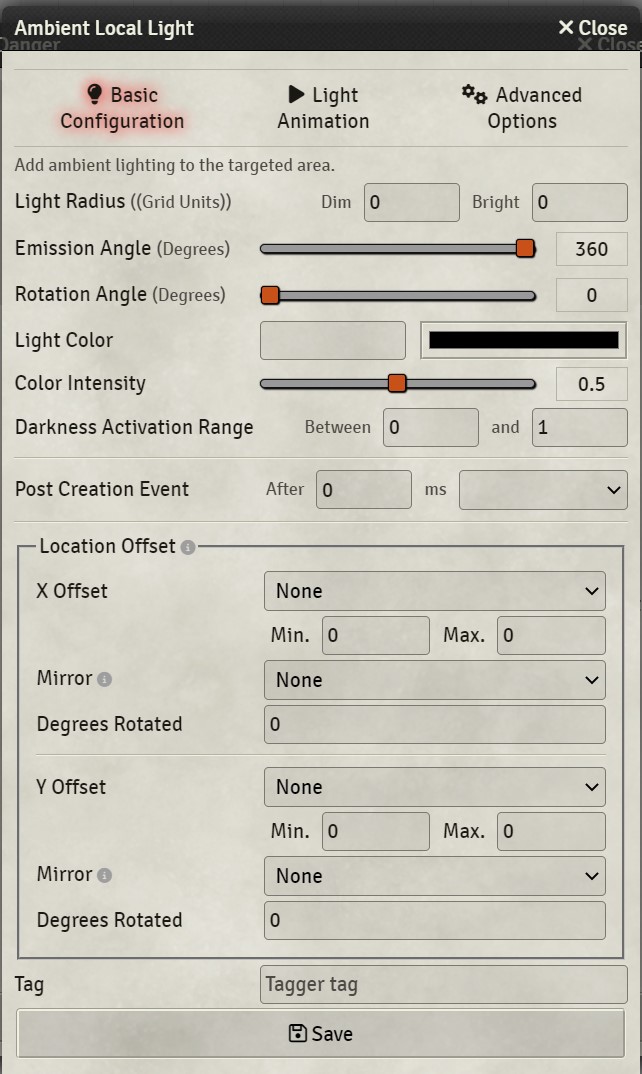 Ambient Local Light
Close
Danger
Close
Basic Configuration
Light Animation
Advanced Options
Add ambient lighting to the targeted area.
Light Radius ((Grid Units)) Dim 0 Bright 0
Emission Angle (Degrees) 360
Rotation Angle (Degrees) 0
Light Color
Color Intensity 0.5
Darkness Activation Range Between 0 and 1
Post Creation Event After 0 ms
Location Offset
X Offset None
Min. 0 Max. 0
Mirror None
Degrees Rotated 0
Y Offset None
Min. 0 Max. 0
Mirror None
Degrees Rotated 0
Tag Tagger tag
Save